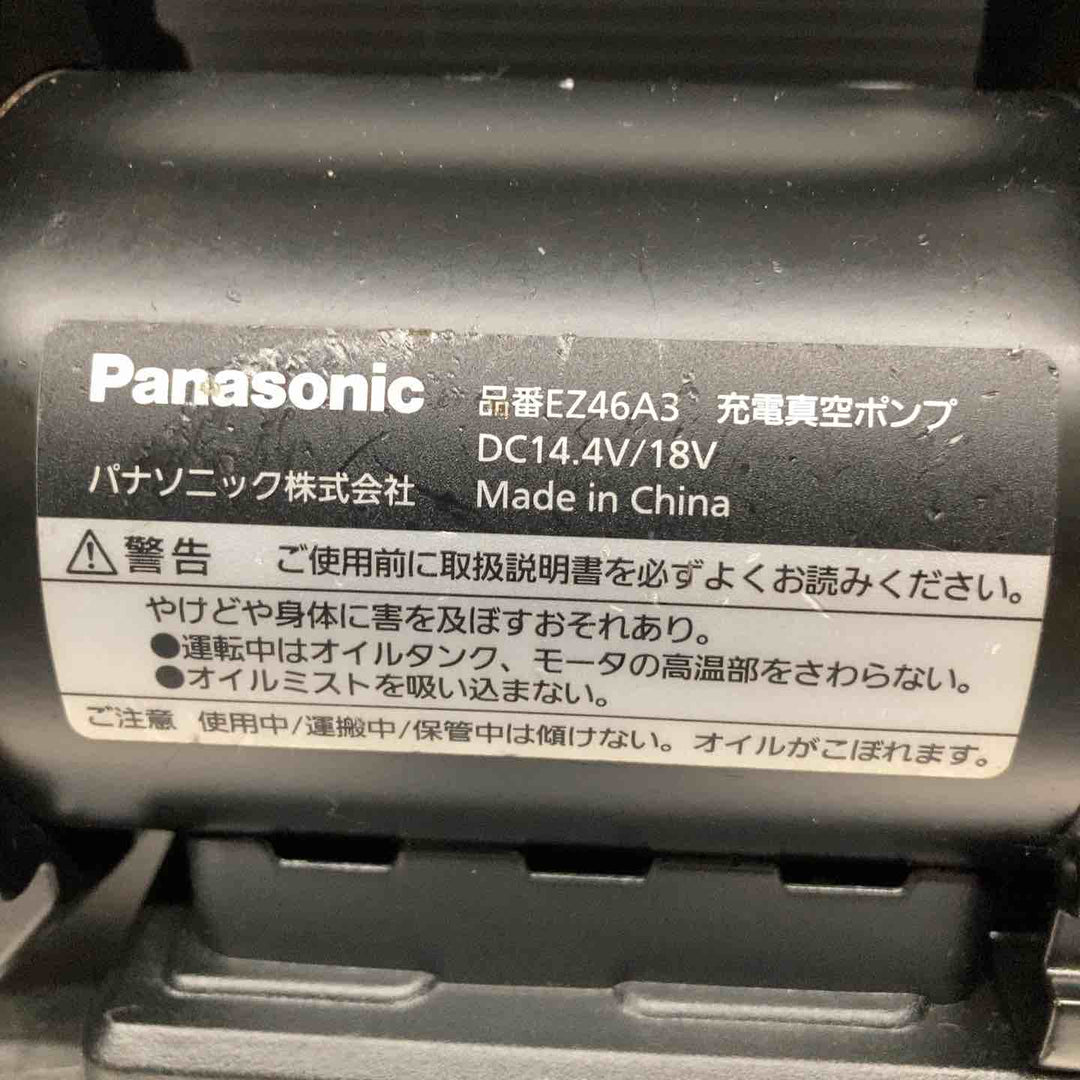 Panasonic
品番EZ46A3 充電真空ポンプ
DC14.4V/18V
パナソニック株式会社
Made in China
警告 ご使用前に取扱説明書を必ずよくお読みください。
やけどや身体に害を及ぼすおそれあり。
●運転中はオイルタンク、モータの高温部をさわらない。
●オイルミストを吸い込まない。
ご注意 使用中/運搬中/保管中は傾けない。オイルがこぼれます。